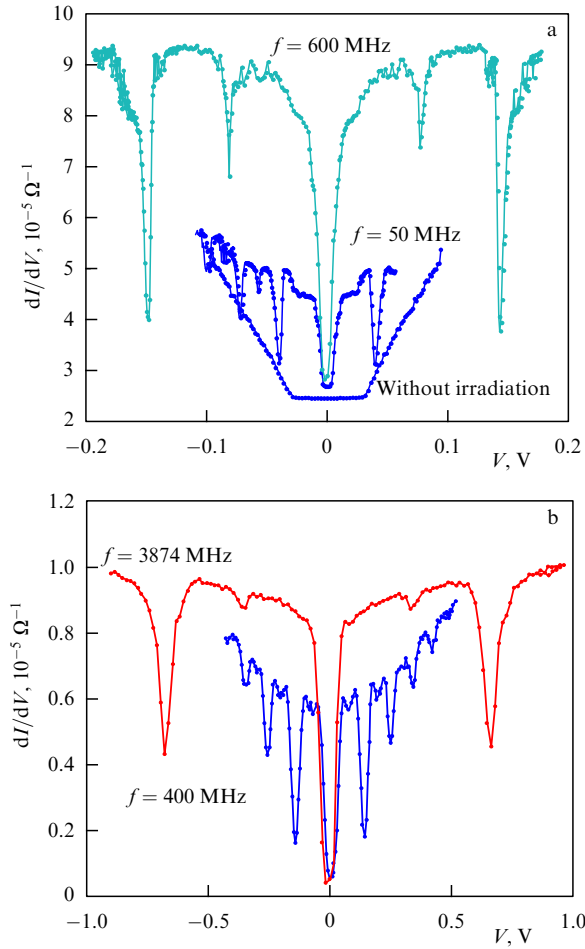 10
a
f = 600 MHz
9
8
7
f = 50 MHz
6
5
4
3
Without irradiation
2
−0.2
−0.1
0
0.1
0.2
V, V
dI/dV, 10⁻⁵ Ω⁻¹
1.2
b
f = 3874 MHz
1.0
0.8
0.6
0.4
f = 400 MHz
0.2
0
−1.0
−0.5
0
0.5
1.0
V, V
dI/dV, 10⁻⁵ Ω⁻¹